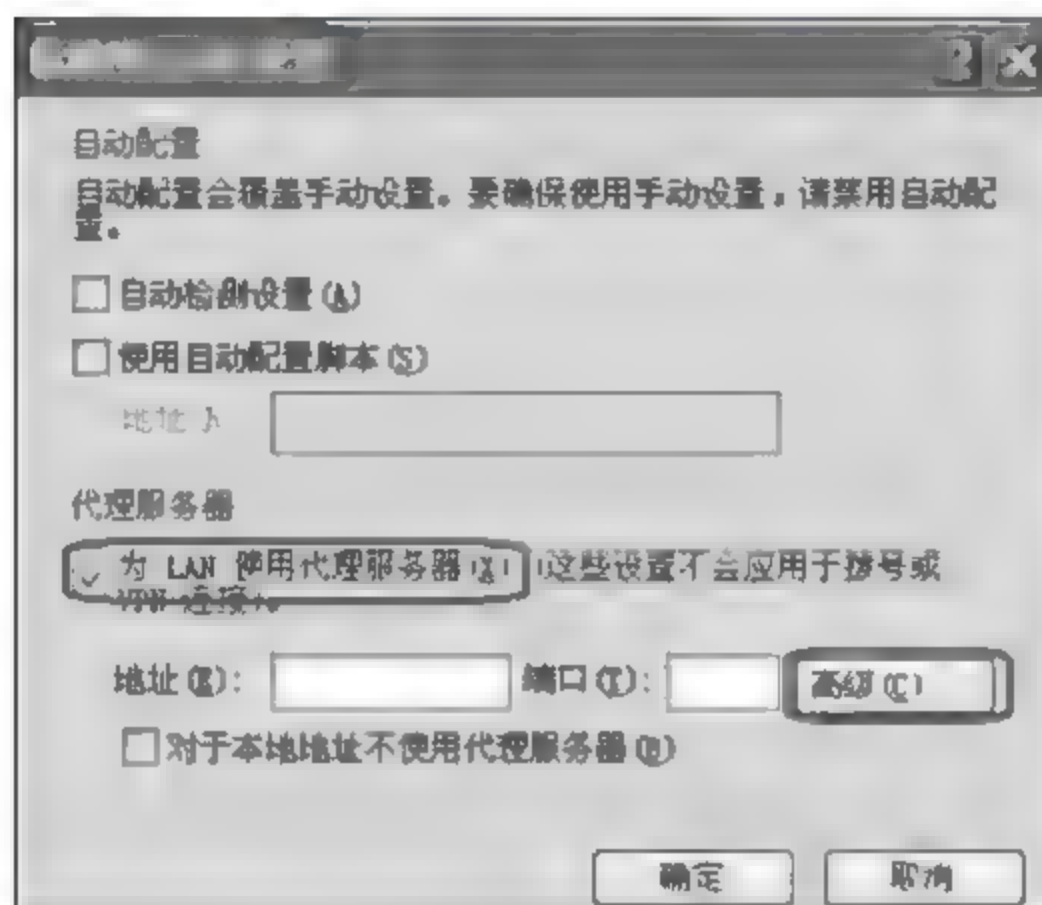 自动配置
自动配置会覆盖手动设置。要确保使用手动设置,请禁用自动配
置。
自动检测设置(A)
使用自动配置脚本(S)
地址
代理服务器
为 LAN 使用代理服务器(X) (这些设置不会应用于拨号或
VPN 连接)。
地址(E): 端口(T): 高级(C)
对于本地地址不使用代理服务器(B)
确定 取消